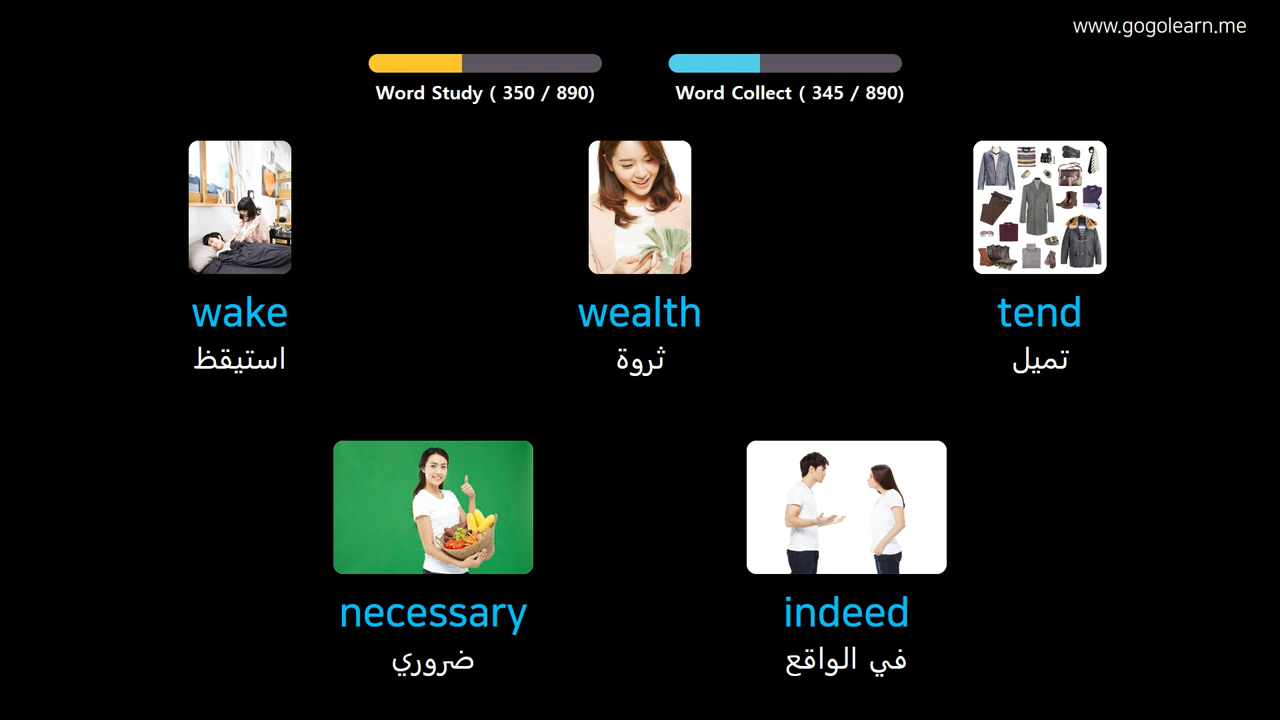 www.gogolearn.me
Word Study ( 350 / 890)
Word Collect ( 345 / 890)
wake
استيقظ
wealth
ثروة
tend
تميل
necessary
ضروري
indeed
في الواقع